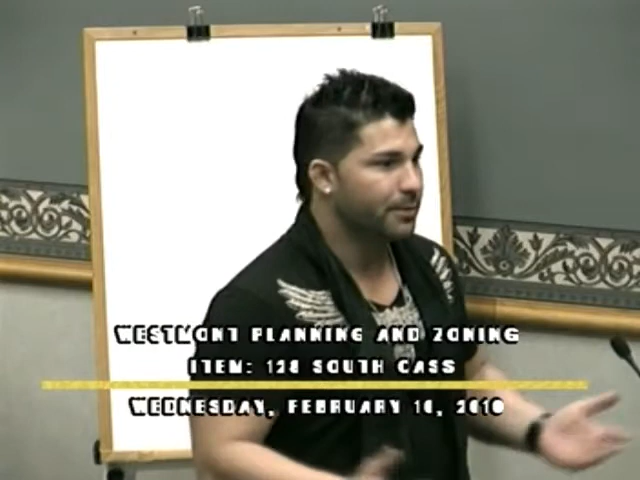 WESTMONT PLANNING AND ZONING
ITEM: 128 SOUTH CASS
WEDNESDAY, FEBRUARY 10, 2010